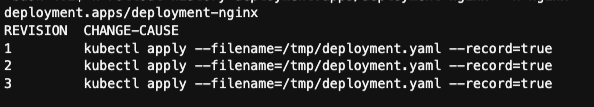 deployment.apps/deployment-nginx
REVISION  CHANGE-CAUSE
1         kubectl apply --filename=/tmp/deployment.yaml --record=true
2         kubectl apply --filename=/tmp/deployment.yaml --record=true
3         kubectl apply --filename=/tmp/deployment.yaml --record=true